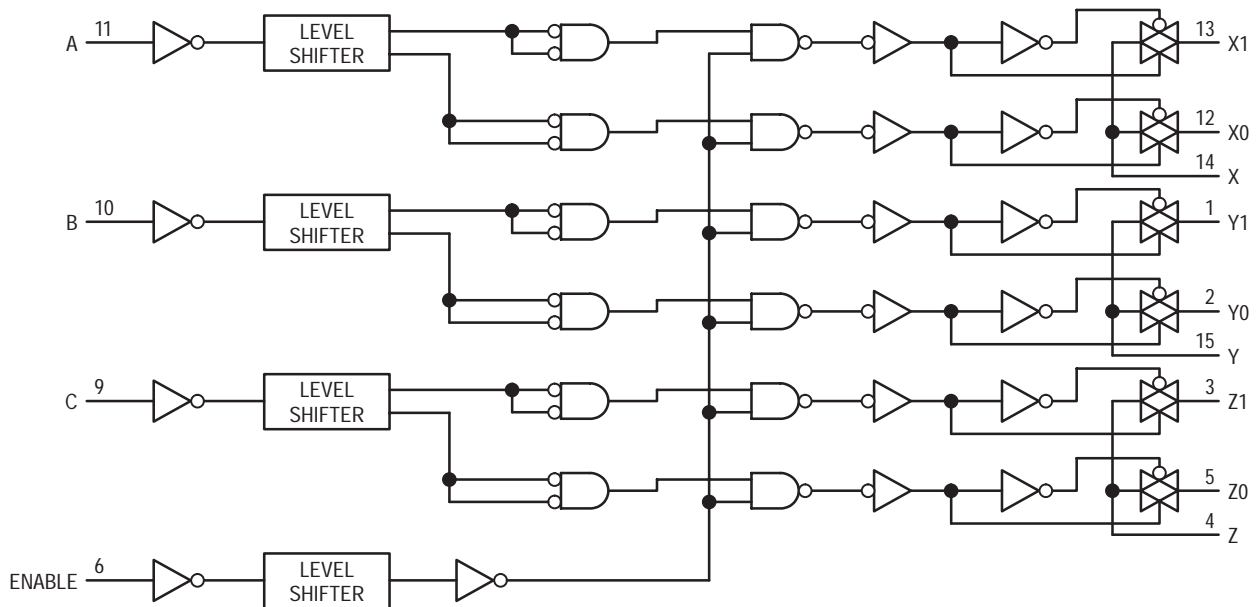 A 11 LEVEL SHIFTER 13 X1
12 X0
14 X
B 10 LEVEL SHIFTER 1 Y1
2 Y0
15 Y
C 9 LEVEL SHIFTER 3 Z1
5 Z0
4 Z
ENABLE 6 LEVEL SHIFTER